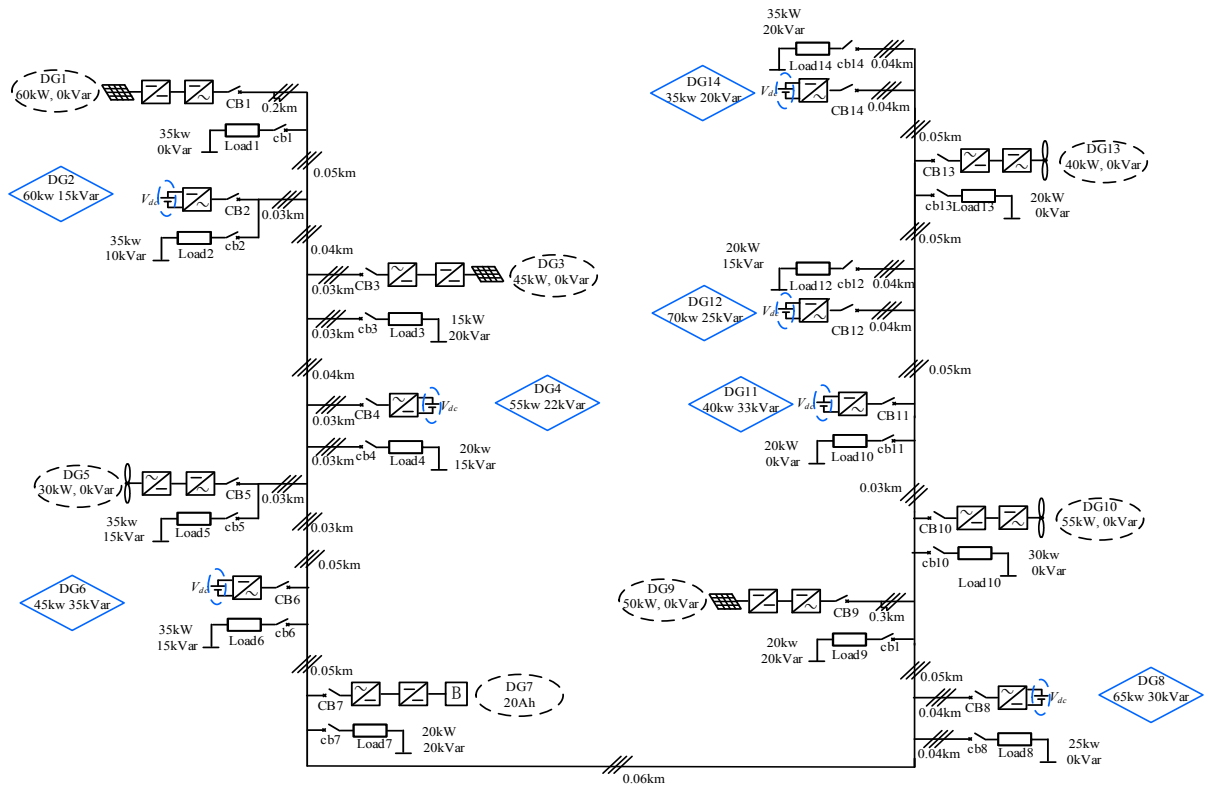 DG1
60kW, 0kVar
CB1
0.2km
35kw
0kVar
Load1
cb1
0.05km
DG2
60kw 15kVar
Vdc
CB2
0.03km
35kw
10kVar
Load2
cb2
0.04km
0.03km
CB3
DG3
45kW, 0kVar
0.03km
cb3
Load3
15kW
20kVar
0.04km
0.03km
CB4
Vdc
DG4
55kw 22kVar
0.03km
cb4
Load4
20kw
15kVar
DG5
30kW, 0kVar
CB5
0.03km
35kw
15kVar
Load5
cb5
0.03km
0.05km
DG6
45kw 35kVar
Vdc
CB6
35kW
15kVar
Load6
cb6
0.05km
CB7
B
DG7
20Ah
cb7
Load7
20kW
20kVar
0.06km
35kW
20kVar
Load14
cb14
0.04km
DG14
35kw 20kVar
Vdc
CB14
0.04km
0.05km
CB13
DG13
40kW, 0kVar
cb13
Load13
20kW
0kVar
0.05km
20kW
15kVar
Load12
cb12
0.04km
DG12
70kw 25kVar
Vdc
CB12
0.04km
0.05km
DG11
40kw 33kVar
Vdc
CB11
20kW
0kVar
Load10
cb11
0.03km
CB10
DG10
55kW, 0kVar
cb10
Load10
30kw
0kVar
DG9
50kW, 0kVar
CB9
0.3km
20kw
20kVar
Load9
cb1
0.05km
0.04km
CB8
Vdc
DG8
65kw 30kVar
0.04km
cb8
Load8
25kw
0kVar